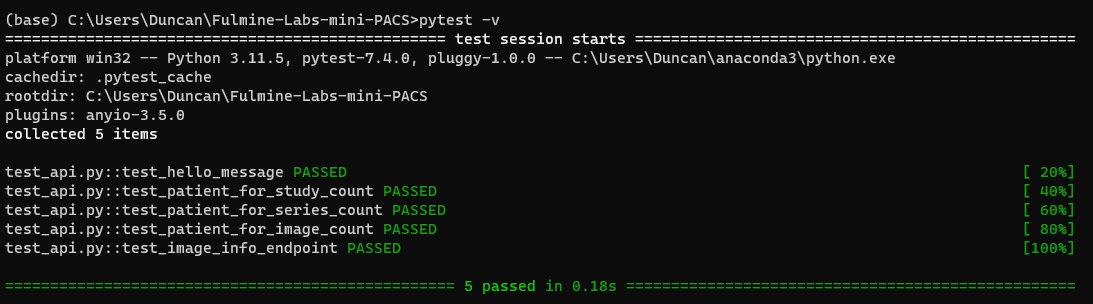 (base) C:\Users\Duncan\Fulmine-Labs-mini-PACS>pytest -v
================================================= test session starts =================================================
platform win32 -- Python 3.11.5, pytest-7.4.0, pluggy-1.0.0 -- C:\Users\Duncan\anaconda3\python.exe
cachedir: .pytest_cache
rootdir: C:\Users\Duncan\Fulmine-Labs-mini-PACS
plugins: anyio-3.5.0
collected 5 items

test_api.py::test_hello_message PASSED [ 20%]
test_api.py::test_patient_for_study_count PASSED [ 40%]
test_api.py::test_patient_for_series_count PASSED [ 60%]
test_api.py::test_patient_for_image_count PASSED [ 80%]
test_api.py::test_image_info_endpoint PASSED [100%]

================================================== 5 passed in 0.18s ==================================================